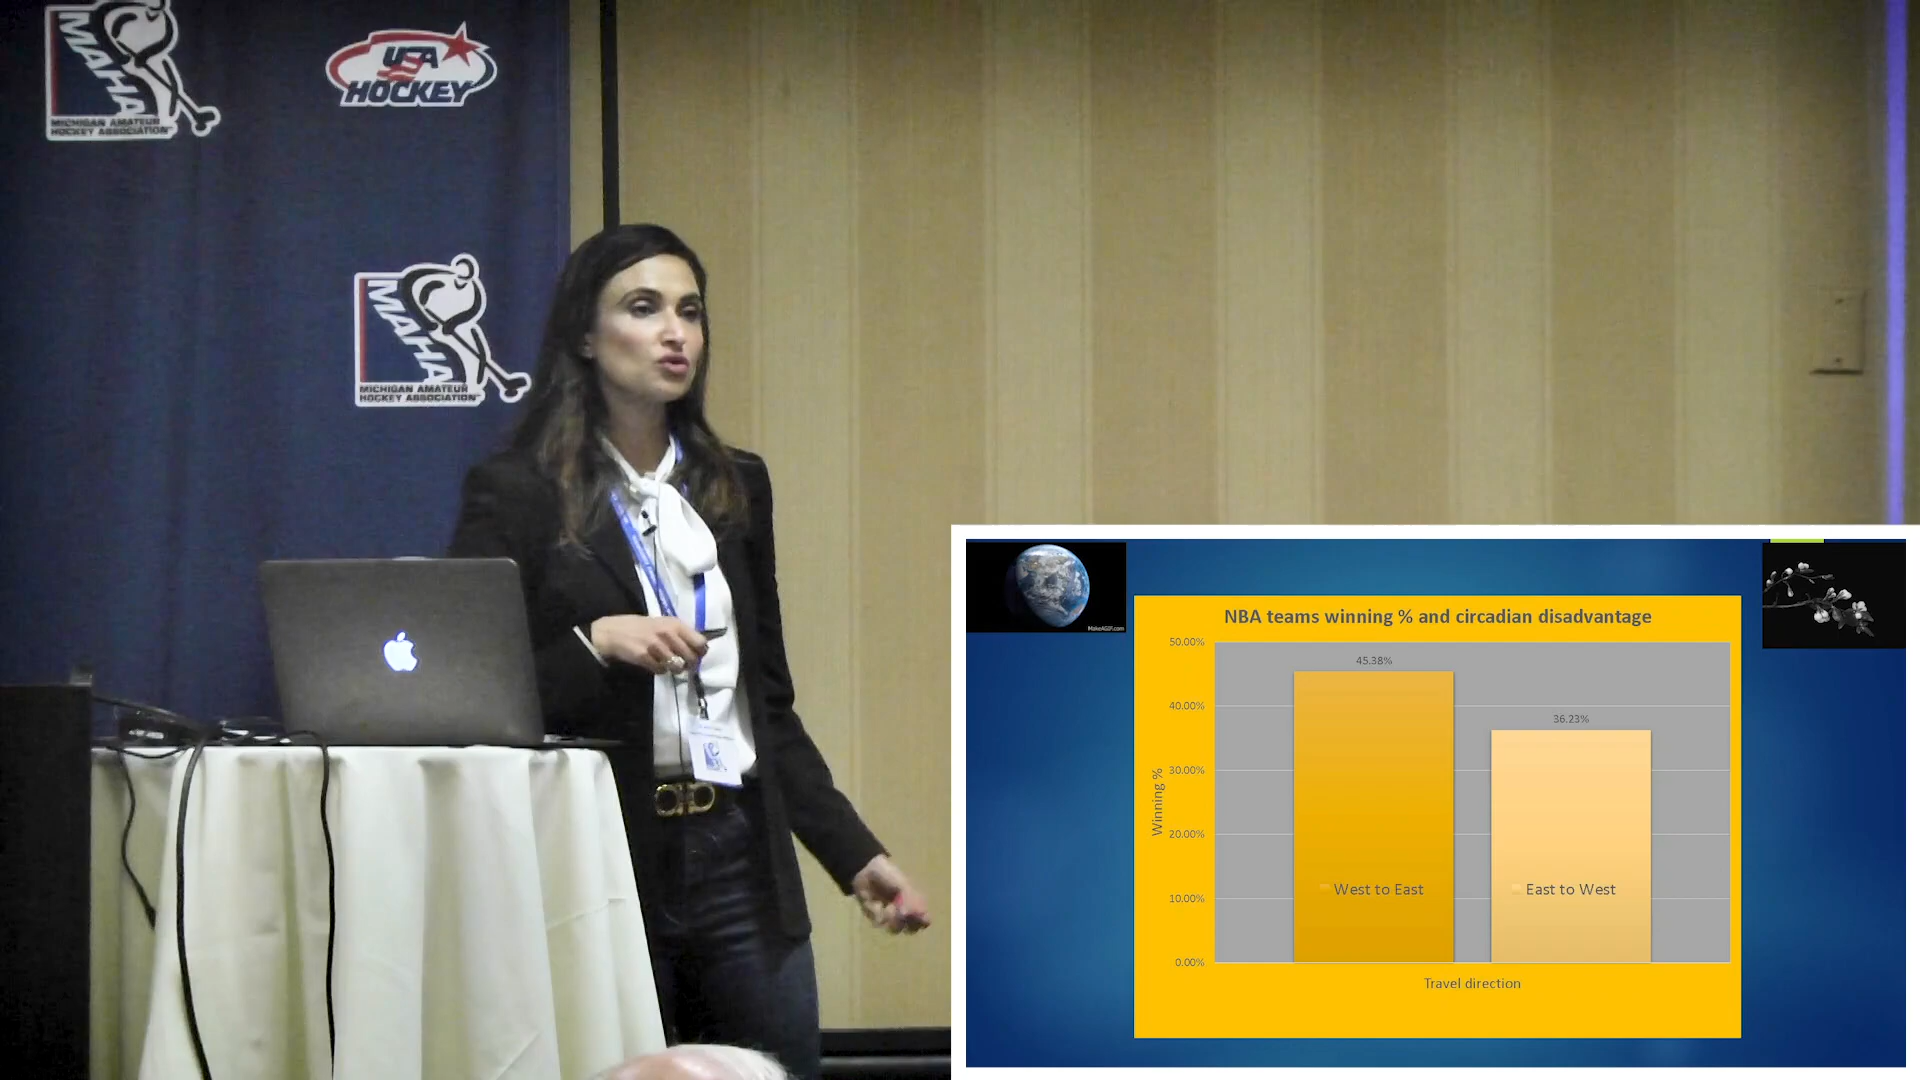 MAHA
MICHIGAN AMATEUR
HOCKEY ASSOCIATION
USA
HOCKEY
MAHA
MICHIGAN AMATEUR
HOCKEY ASSOCIATION
MakeAGIF.com
NBA teams winning % and circadian disadvantage
50.00%
45.38%
40.00%
36.23%
30.00%
Winning %
20.00%
West to East
East to West
10.00%
0.00%
Travel direction